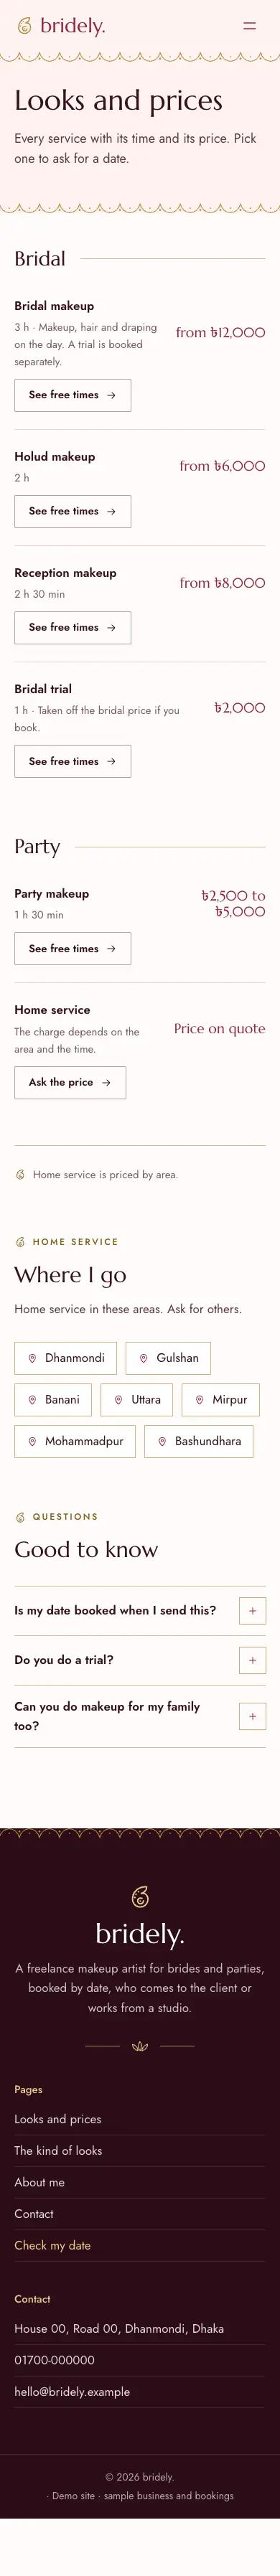 bridely.
Looks and prices
Every service with its time and its price. Pick
one to ask for a date.
Bridal
Bridal makeup
3 h · Makeup, hair and draping
on the day. A trial is booked
separately.
from ৳12,000
See free times →
Holud makeup
2 h
from ৳6,000
See free times →
Reception makeup
2 h 30 min
from ৳8,000
See free times →
Bridal trial
1 h · Taken off the bridal price if you
book.
৳2,000
See free times →
Party
Party makeup
1 h 30 min
৳2,500 to
৳5,000
See free times →
Home service
The charge depends on the
area and the time.
Price on quote
Ask the price →
Home service is priced by area.
HOME SERVICE
Where I go
Home service in these areas. Ask for others.
Dhanmondi Gulshan
Banani Uttara Mirpur
Mohammadpur Bashundhara
QUESTIONS
Good to know
Is my date booked when I send this? +
Do you do a trial? +
Can you do makeup for my family
too? +
bridely.
A freelance makeup artist for brides and parties,
booked by date, who comes to the client or
works from a studio.
Pages
Looks and prices
The kind of looks
About me
Contact
Check my date
Contact
House 00, Road 00, Dhanmondi, Dhaka
01700-000000
hello@bridely.example
© 2026 bridely.
· Demo site · sample business and bookings